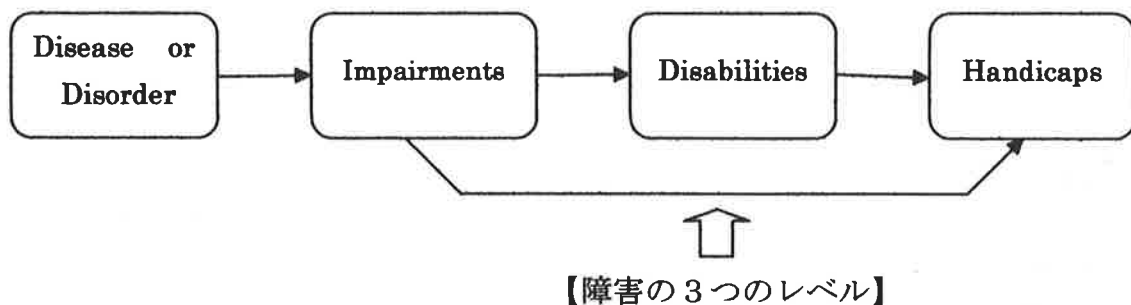 Disease or
Disorder
Impairments
Disabilities
Handicaps
【障害の3つのレベル】